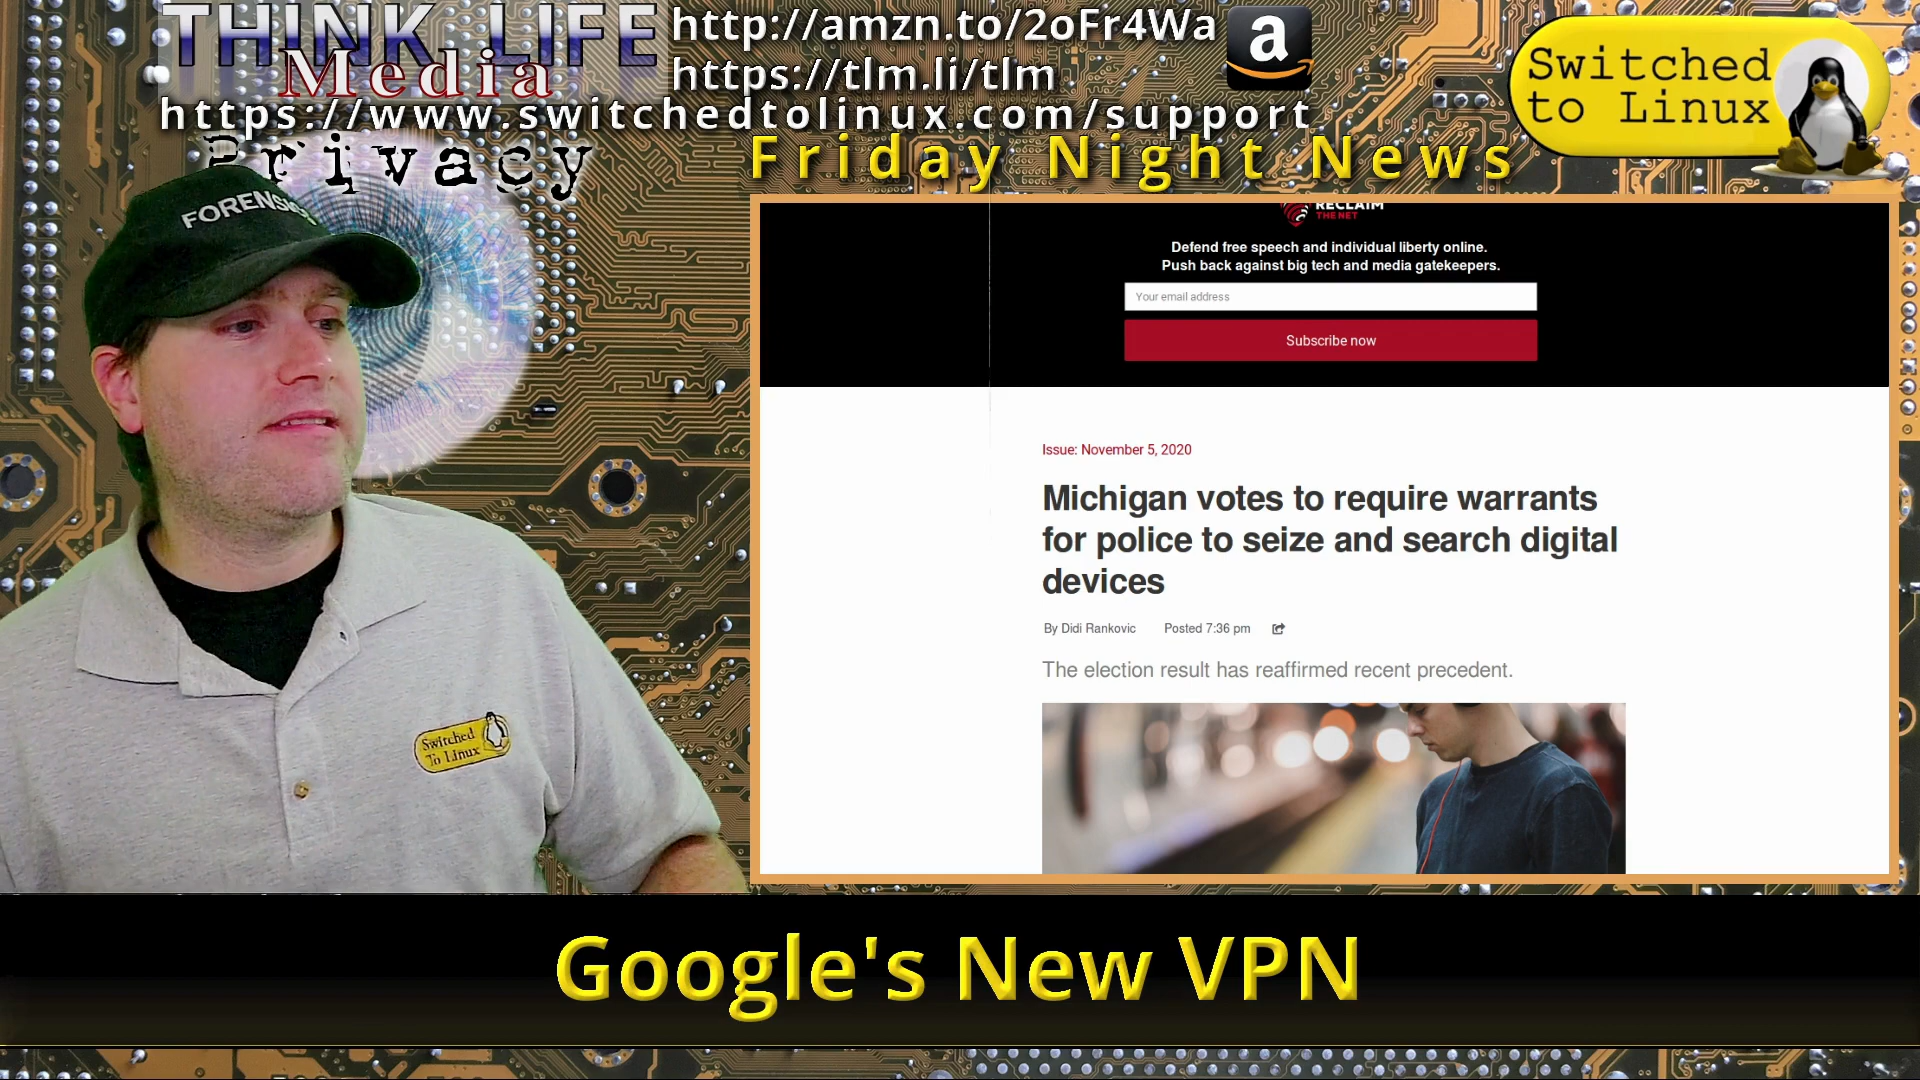 THINK LIFE
Media
http://amzn.to/2oFr4Wa
https://tlm.li/tlm
https://www.switchedtolinux.com/support
a
Switched
to Linux
Privacy
Friday Night News
FORENSICS
RECLAIM
THE NET
Defend free speech and individual liberty online.
Push back against big tech and media gatekeepers.
Your email address
Subscribe now
Issue: November 5, 2020
Michigan votes to require warrants
for police to seize and search digital
devices
By Didi Rankovic Posted 7:36 pm
The election result has reaffirmed recent precedent.
Switched
To Linux
Google's New VPN